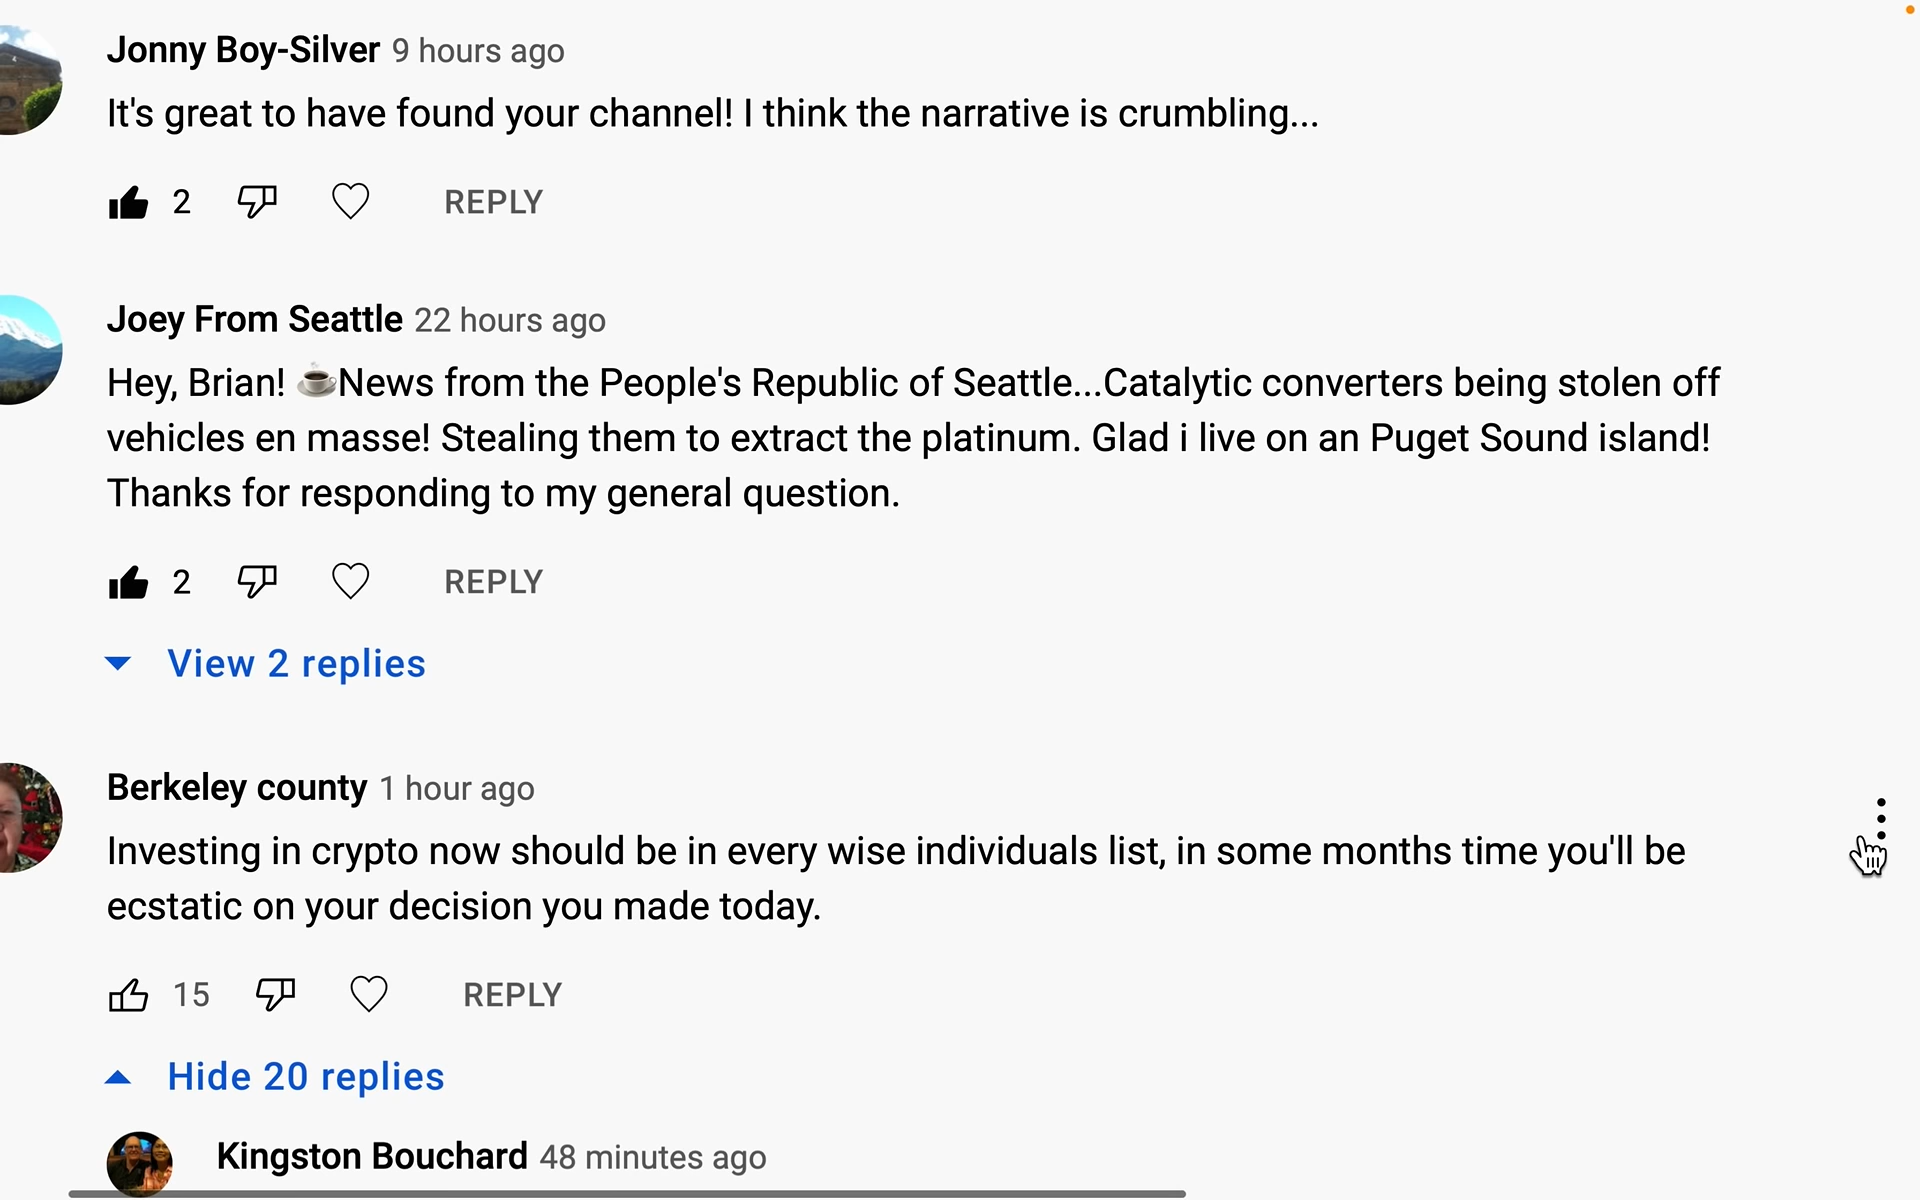 Jonny Boy-Silver 9 hours ago
It's great to have found your channel! I think the narrative is crumbling...
2 REPLY
Joey From Seattle 22 hours ago
Hey, Brian! ☕News from the People's Republic of Seattle...Catalytic converters being stolen off
vehicles en masse! Stealing them to extract the platinum. Glad i live on an Puget Sound island!
Thanks for responding to my general question.
2 REPLY
View 2 replies
Berkeley county 1 hour ago
Investing in crypto now should be in every wise individuals list, in some months time you'll be
ecstatic on your decision you made today.
15 REPLY
Hide 20 replies
Kingston Bouchard 48 minutes ago